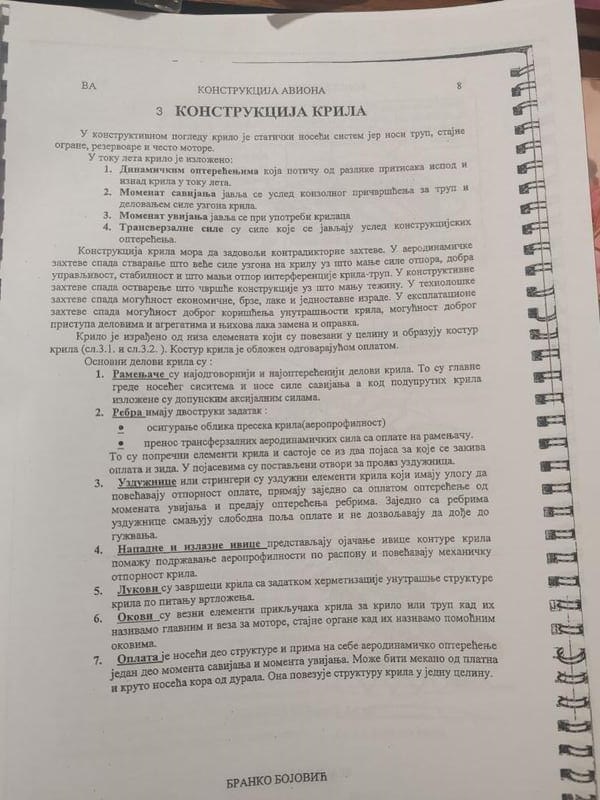 ВА КОНСТРУКЦИЈА АВИОНА 8
3 КОНСТРУКЦИЈА КРИЛА
У конструктивном погледу крило је статички носећи систем јер носи труп, стајне
огране, резервоаре и често моторе.
У току лета крило је изложено:
1. Динамичким оптерећењима која потичу од разлике притисака испод и
изнад крила у току лета.
2. Моменат савијања јавља се услед конзолног причвршћења за труп и
деловањем силе узгона крила.
3. Моменат увијања јавља се при употреби крилаца
4. Трансверзалне силе су силе које се јављају услед конструкцијских
оптерећења.
Конструкција крила мора да задовољи контрадикторне захтеве. У аеродинамичке
захтеве спада стварање што веће силе узгона на крилу уз што мање силе отпора, добра
управљивост, стабилност и што мањи отпор интерференције крила-труп. У конструктивне
захтеве спада остварење што чвршће конструкције уз што мању тежину. У технолошке
захтеве спада могућност економичне, брзе, лаке и једноставне израде. У експлатационе
захтеве спада могућност доброг коришћења унутрашњости крила, могућност доброг
приступа деловима и агрегатима и њихова лака замена и оправка.
Крило је израђено од низа елемената који су повезани у целину и образују костур
крила (сл.3.1. и сл.3.2. ). Костур крила је обложен одговарајућом оплатом.
Основни делови крила су :
1. Рамењаче су најодговорнији и најоптерећенији делови крила. То су главне
греде носећег сиситема и носе силе савијања а код подупртих крила
изложене су допунским аксијалним силама.
2. Ребра имају двоструки задатак :
● осигурање облика пресека крила(аеропрофилност)
● пренос трансферзалних аеродинамичких сила са оплате на рамењачу.
То су попречни елементи крила и састоје се из два појаса за које се закива
оплата и зида. У појасевима су постављени отвори за пролаз уздужница.
3. Уздужнице или стрингери су уздужни елементи крила који имају улогу да
повећавају отпорност оплате, примају заједно са оплатом оптерећење од
момената увијања и предају оптерећења ребрима. Заједно са ребрима
уздужнице смањују слободна поља оплате и не дозвољавају да дође до
гужвања.
4. Нападне и излазне ивице представљају ојачање ивице контуре крила
помажу подржавање аеропрофилности по распону и повећавају механичку
отпорност крила.
5. Лукови су завршеци крила са задатком херметизације унутрашње структуре
крила по питању вртложења.
6. Окови су везни елементи прикључака крила за крило или труп кад их
називамо главним и веза за моторе, стајне органе кад их називамо помоћним
оковима.
7. Оплата је носећи део структуре и прима на себе аеродинамичко оптерећење
један део момента савијања и момента увијања. Може бити мекано од платна
и круто носећа кора од дурала. Она повезује структуру крила у једну целину.
БРАНКО БОЈОВИЋ